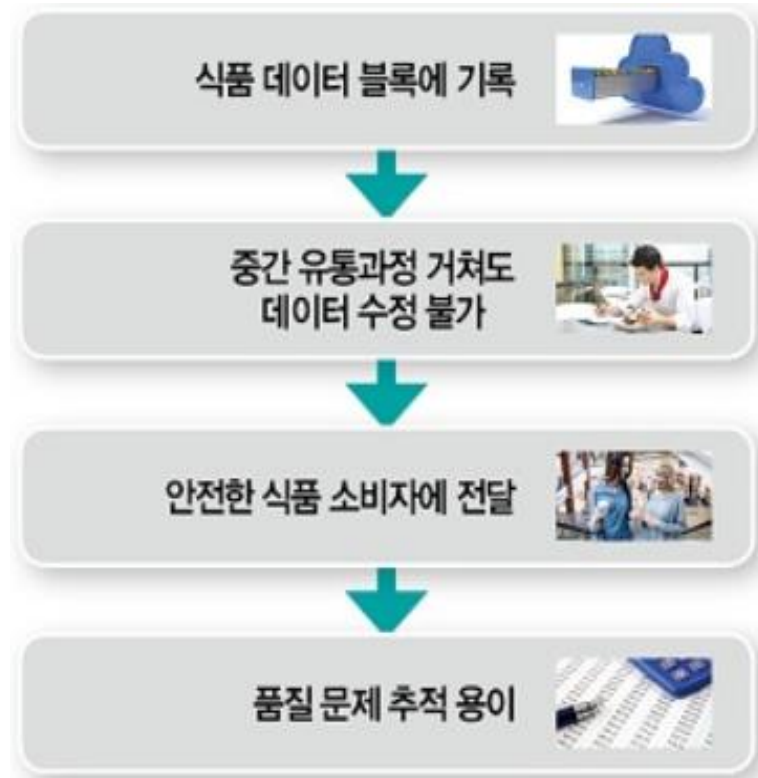 식품 데이터 블록에 기록
중간 유통과정 거쳐도
데이터 수정 불가
안전한 식품 소비자에 전달
품질 문제 추적 용이